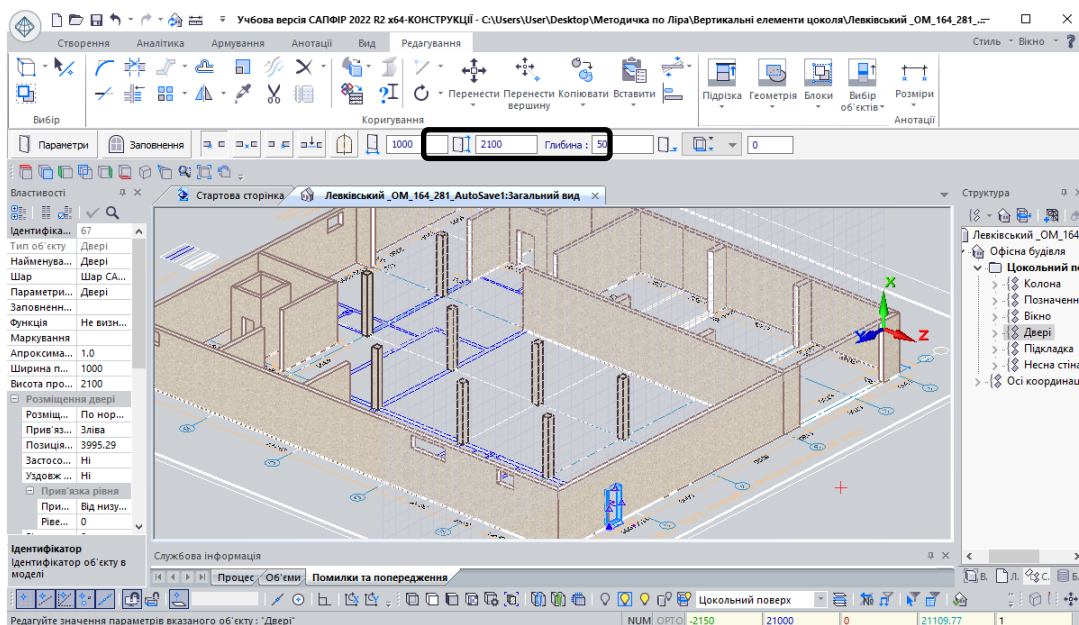 Учбова версія САПФІР 2022 R2 x64-КОНСТРУКЦІЇ - C:\Users\User\Desktop\Методичка по Ліра\Вертикальні елементи цоколя\Левківський _ОМ_164_281_...
Створення Аналітика Армування Анотації Вид Редагування Стиль Вікно ?
Перенести Перенести вершину Копіювати Вставити Підрізка Геометрія Блоки Вибір об'єктів Розміри
Вибір Коригування Анотації
Параметри Заповнення 1000 2100 Глибина : 50 0
Властивості Стартова сторінка Левківський _ОМ_164_281_AutoSave1:Загальний вид Структура
Ідентифіка... 67
Тип об'єкту Двері
Найменува... Двері
Шар Шар СА...
Параметри... Двері
Заповненн...
Функція Не визн...
Маркування
Апроксима... 1.0
Ширина п... 1000
Висота про... 2100
Розміщення двері
Розміщ... По нор...
Прив'яз... Зліва
Позиція... 3995.29
Застосо... Ні
Уздовж ... Ні
Прив'язка рівня
При... Від низу...
Ріве... 0
Ідентифікатор
Ідентифікатор об'єкту в
моделі
X
Y Z
Левківський _ОМ_164
Офісна будівля
Цокольний по
Колона
Позначенн
Вікно
Двері
Підкладка
Несна стіна
Осі координац
Службова інформація
Процес Об'єми Помилки та попередження
В. Л. С. Б.
Цокольний поверх
Редагуйте значення параметрів вказаного об'єкту : "Двері" NUM ОРТО -2150 21000 0 21109.77 1